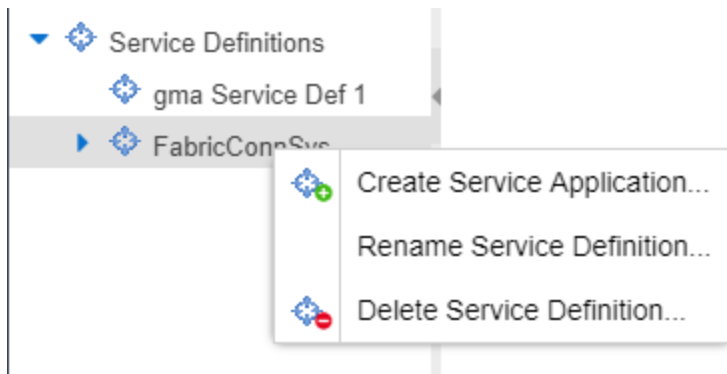 Service Definitions
gma Service Def 1
FabricConnSys
Create Service Application...
Rename Service Definition...
Delete Service Definition...